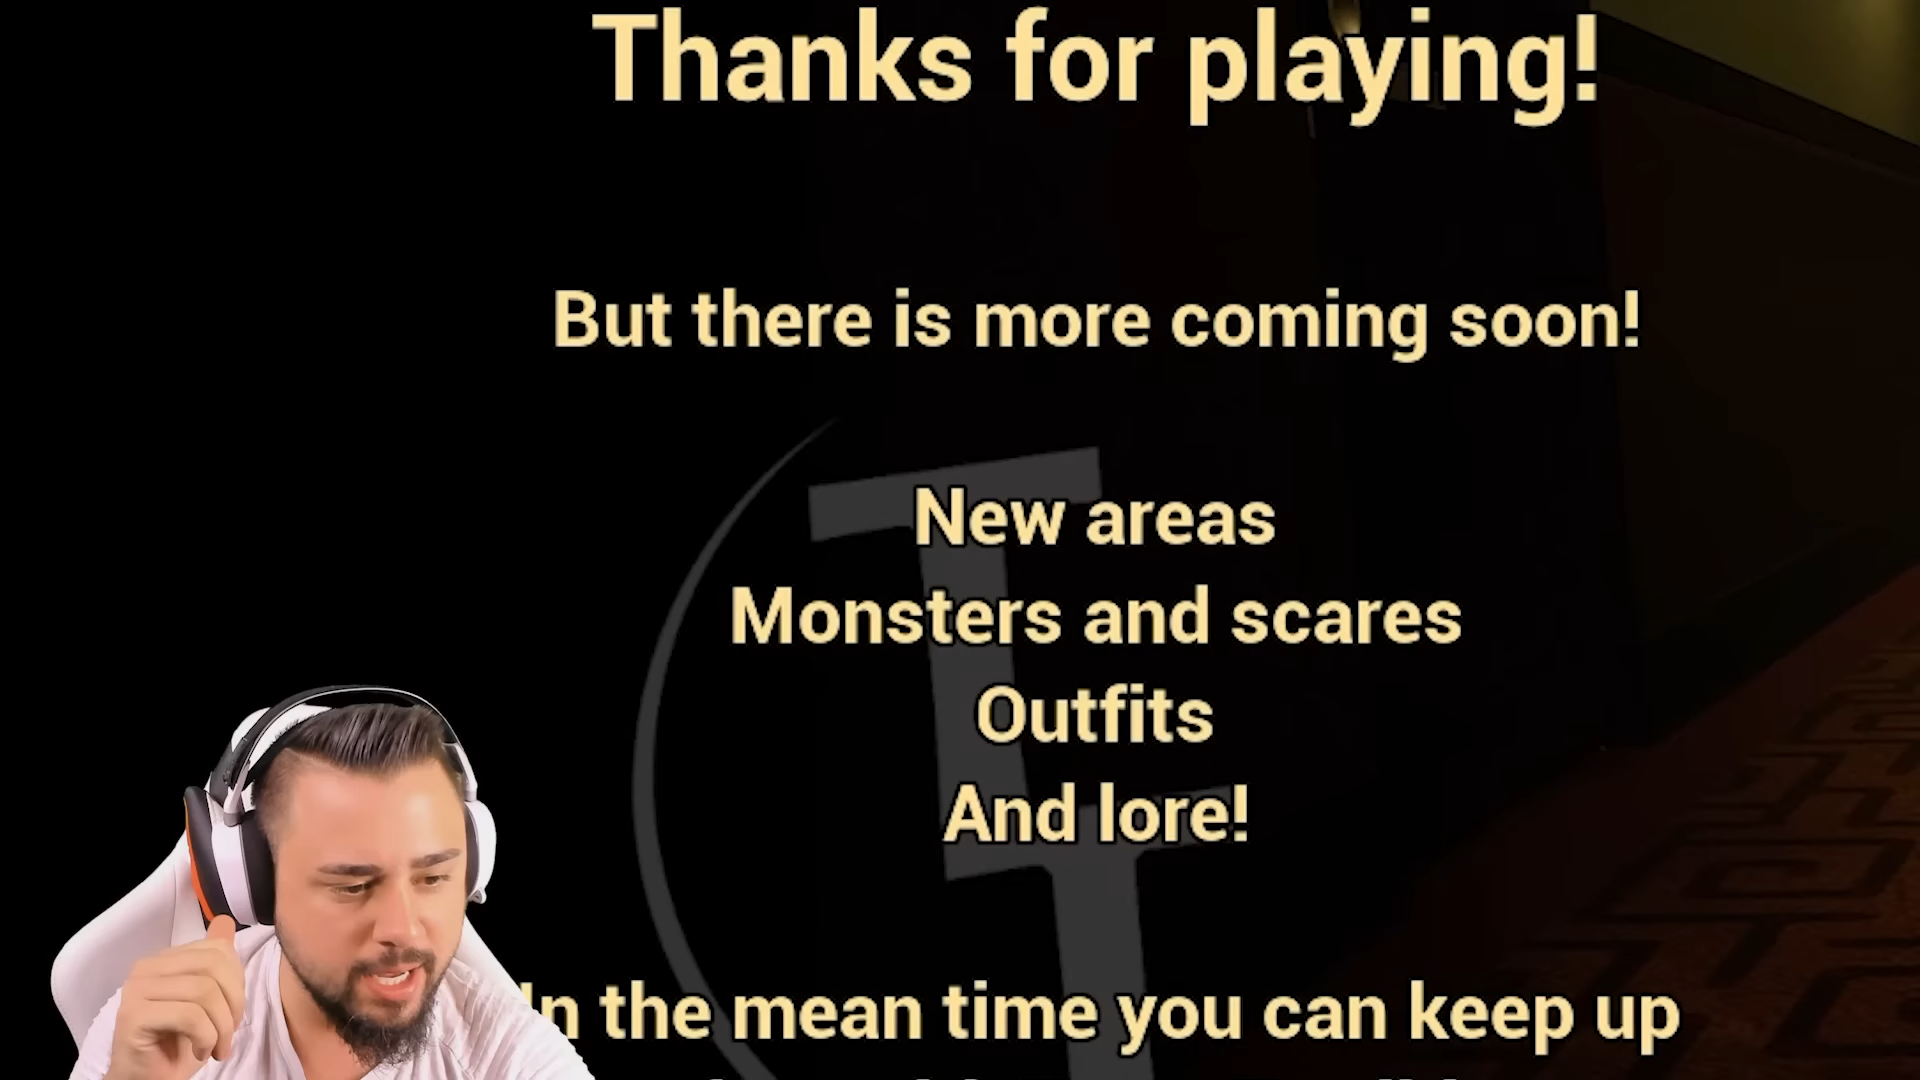 Thanks for playing!
But there is more coming soon!
New areas
Monsters and scares
Outfits
And lore!
In the mean time you can keep up